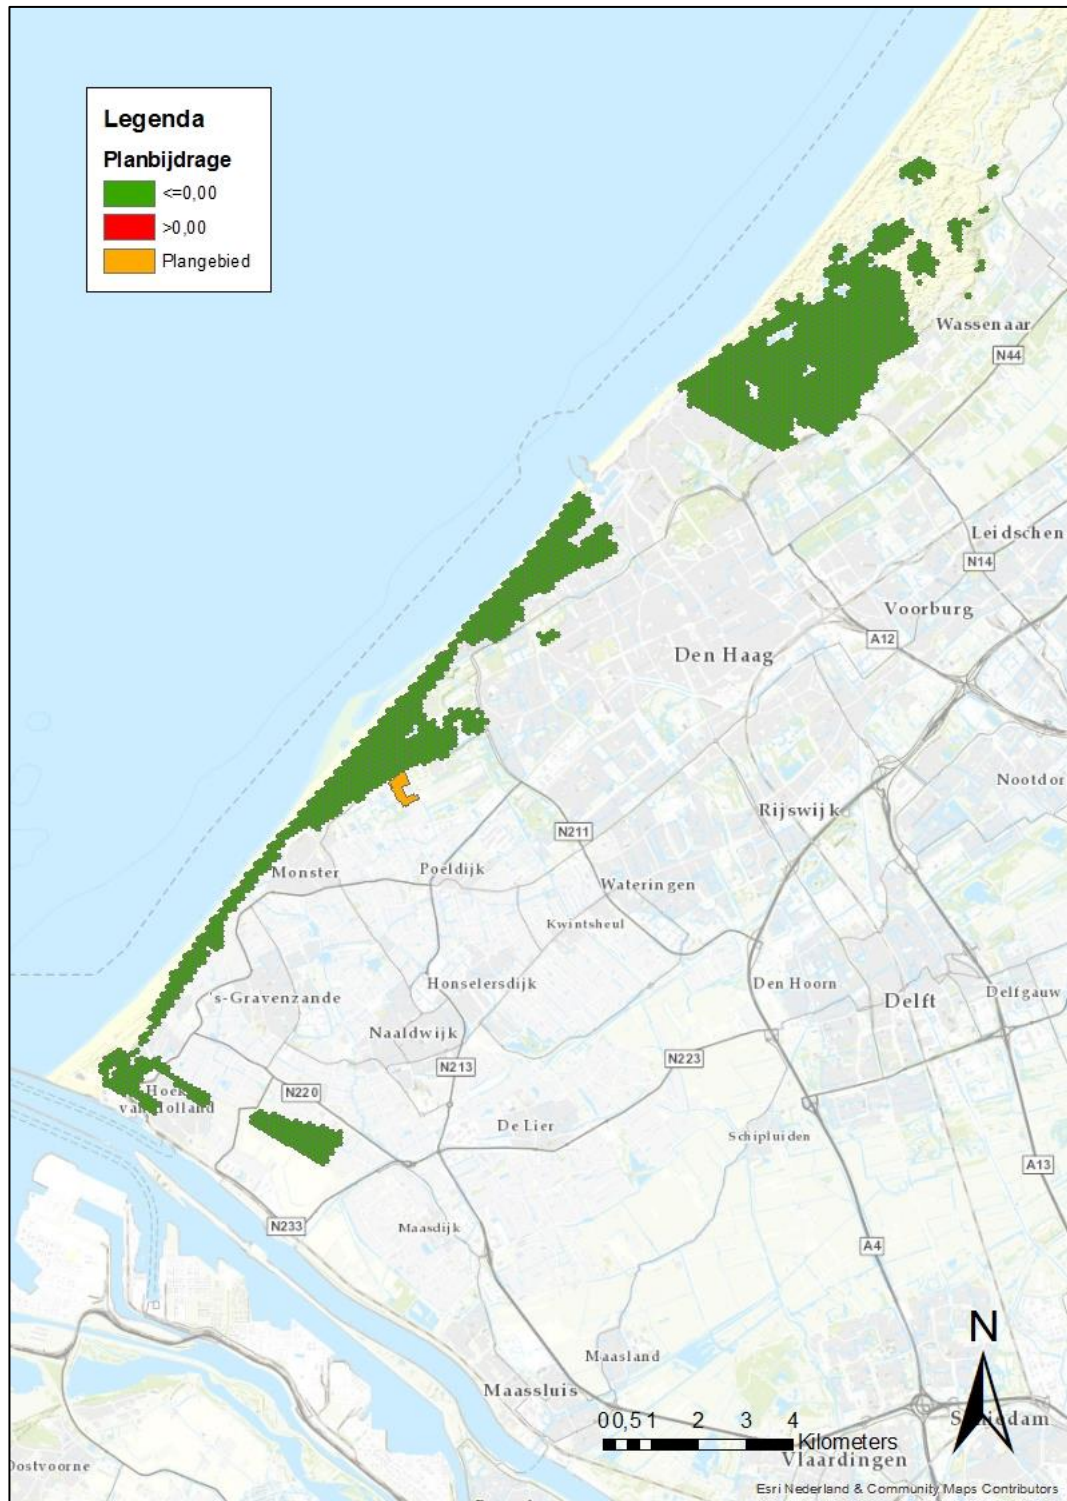 Legenda
Planbijdrage
<=0,00
>0,00
Plangebied
Wassenaar
N44
Leidschen
N14
Voorburg
A12
Den Haag
Nootdor
Rijswijk
N211
Monster
Poeldijk
Wateringen
Kwintsheul
's-Gravenzande
Honselersdijk
Den Hoorn
Delft
Delfgauw
Naaldwijk
N223
N213
N220
Hoek
van Holland
De Lier
Schipluiden
A13
N233
Maasdijk
A4
N
Maasland
Maassluis
0 0,5 1 2 3 4
Kilometers
Schiedam
Vlaardingen
Oostvoorne
Esri Nederland & Community Maps Contributors